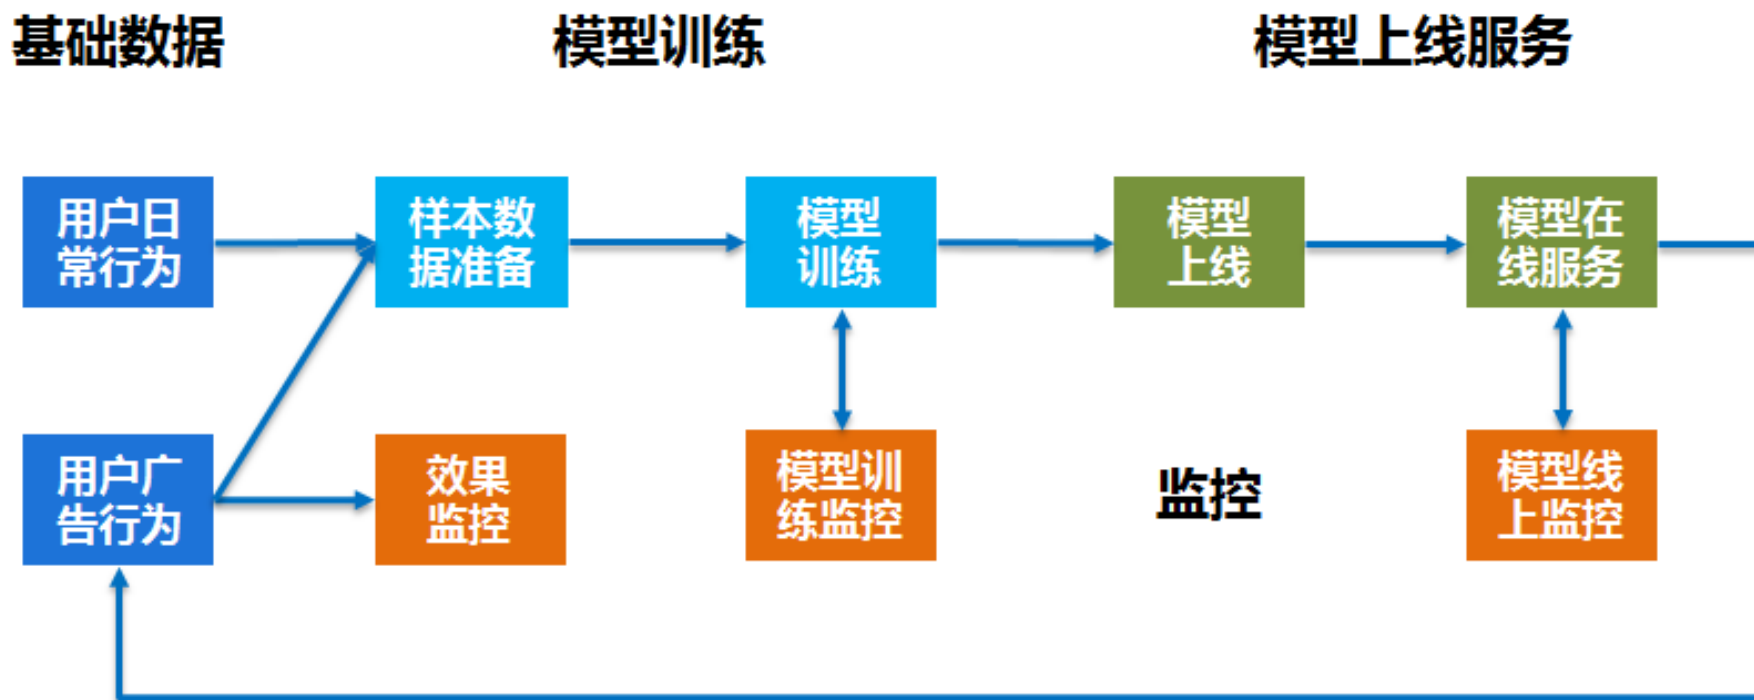 基础数据
模型训练
模型上线服务
用户日
常行为
样本数
据准备
模型
训练
模型
上线
模型在
线服务
用户广
告行为
效果
监控
模型训
练监控
监控
模型线
上监控